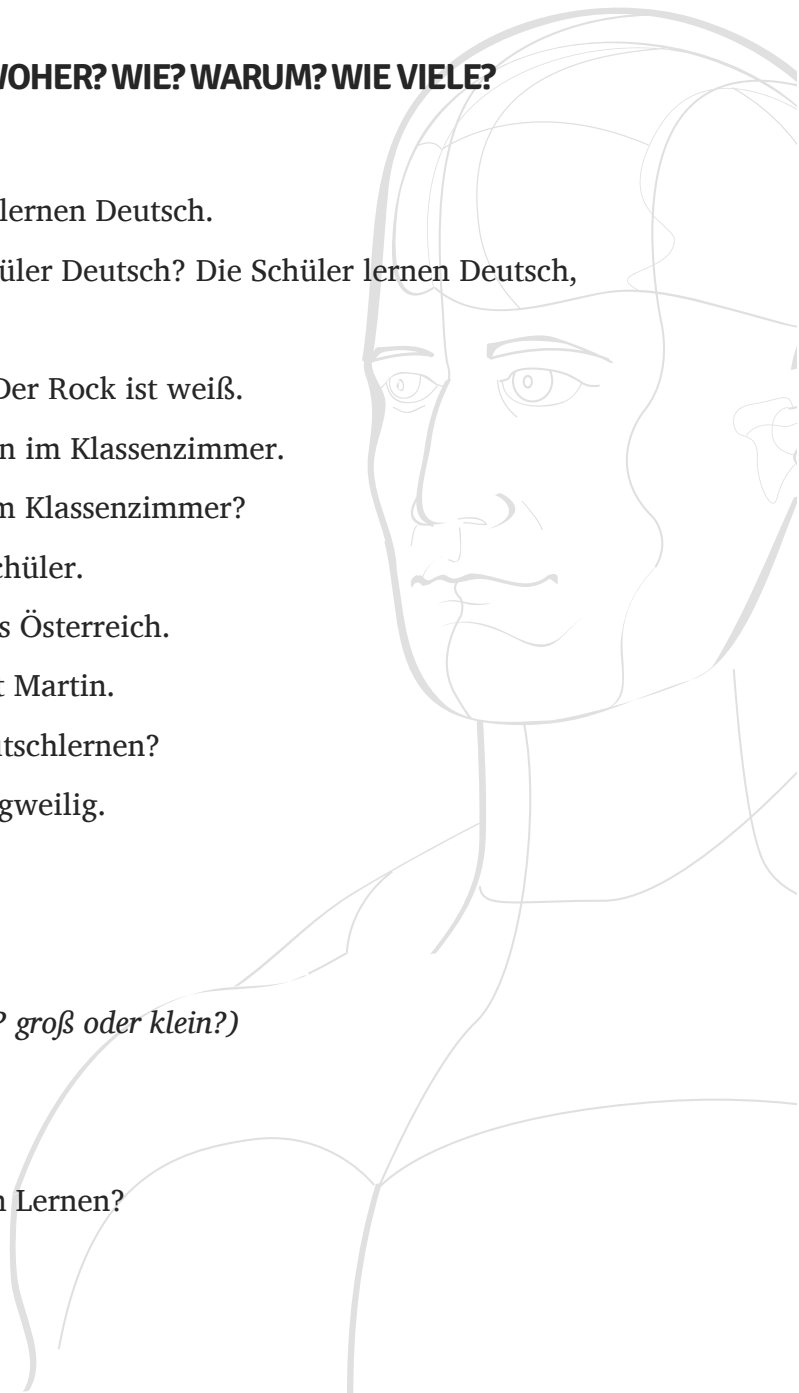 WOHER? WIE? WARUM? WIE VIELE?
lernen Deutsch.
üler Deutsch? Die Schüler lernen Deutsch,
Der Rock ist weiß.
n im Klassenzimmer.
m Klassenzimmer?
chüler.
s Österreich.
t Martin.
tschlernen?
gweilig.
? groß oder klein?)
n Lernen?